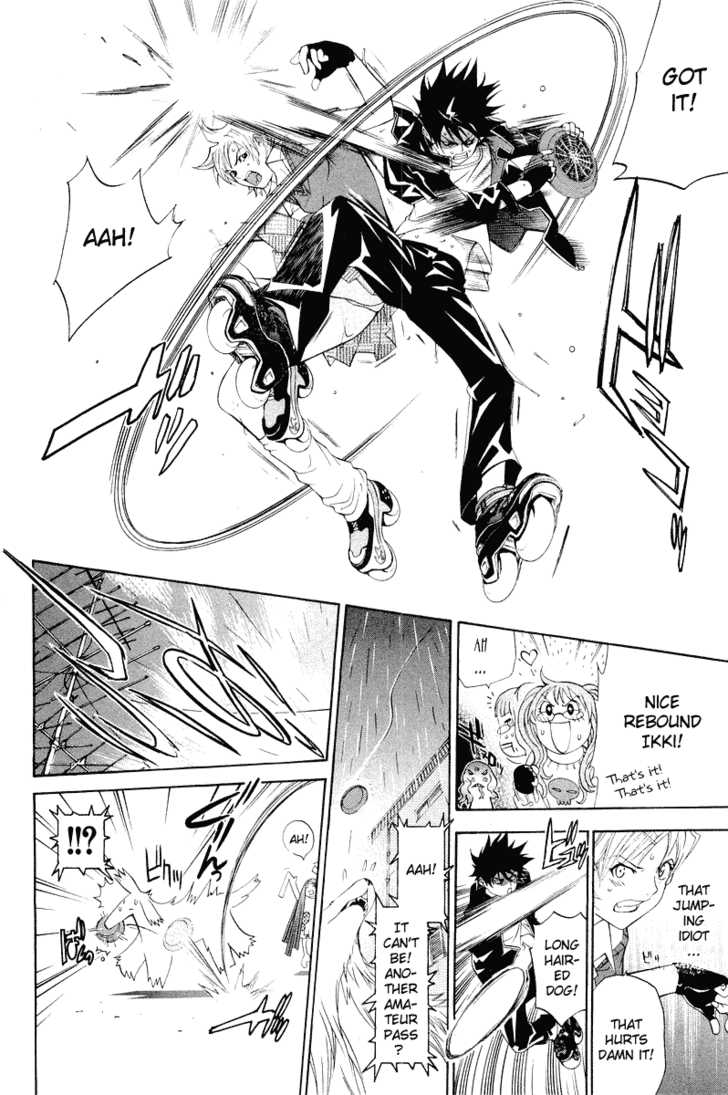 GOT
IT!
AAH!
NICE
REBOUND
IKKI!
That's it!
That's it!
AH
...
THAT
JUMP-
ING
IDIOT
...
THAT
HURTS
DAMN IT!
LONG
HAIR-
ED
DOG!
AAH!
IT
CAN'T
BE!
ANO-
THER
AMA-
TEUR
PASS
?
AH!
!!?